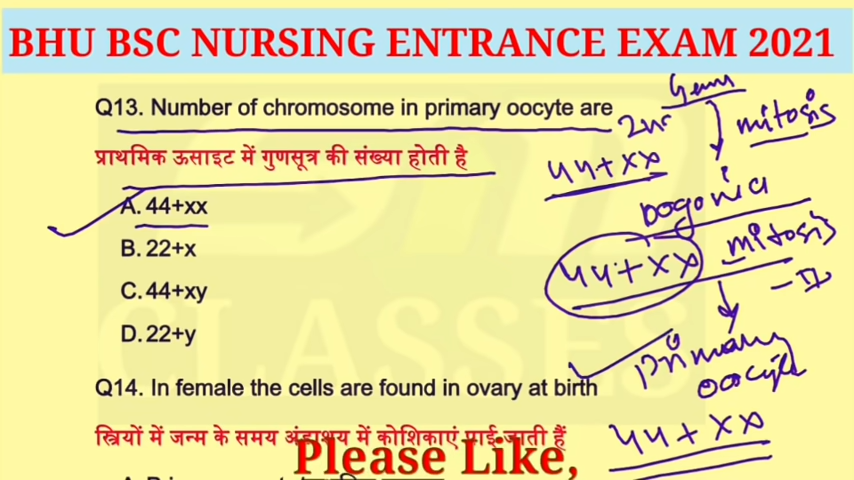 BHU BSC NURSING ENTRANCE EXAM 2021
Q13. Number of chromosome in primary oocyte are
प्राथमिक ऊसाइट में गुणसूत्र की संख्या होती है
A. 44+xx
B. 22+x
C. 44+xy
D. 22+y
Q14. In female the cells are found in ovary at birth
स्त्रियों में जन्म के समय अंडाशय में कोशिकाएं पाई जाती हैं
Please Like,
mitosis
44+xx
oogonia
44+xx mitosis
primary
oocyte
44+xx
CLASSES